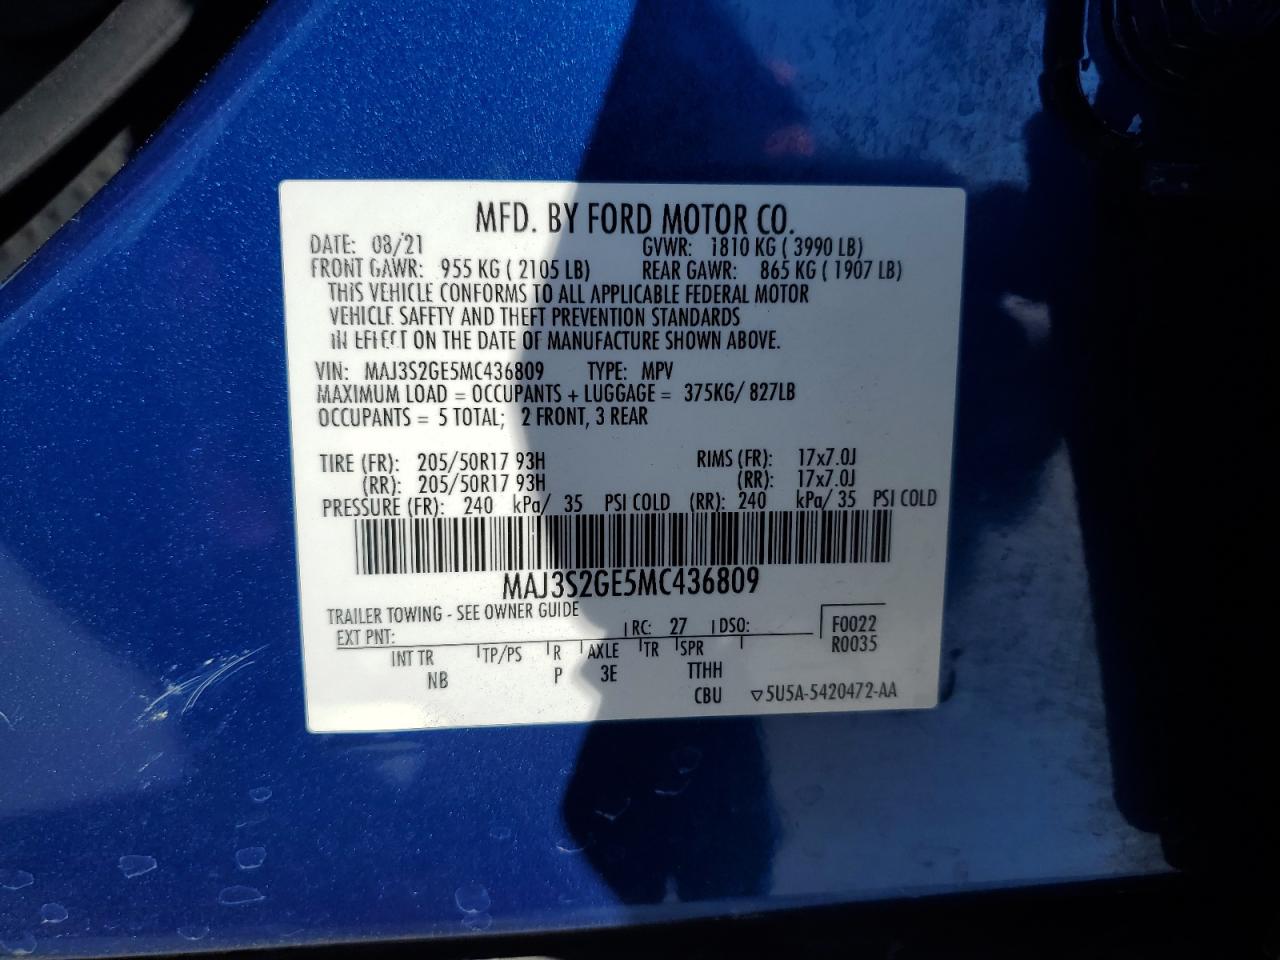 MFD. BY FORD MOTOR CO.
DATE: 08/21 GVWR: 1810 KG ( 3990 LB)
FRONT GAWR: 955 KG ( 2105 LB) REAR GAWR: 865 KG ( 1907 LB)
THIS VEHICLE CONFORMS TO ALL APPLICABLE FEDERAL MOTOR
VEHICLE SAFETY AND THEFT PREVENTION STANDARDS
IN EFFECT ON THE DATE OF MANUFACTURE SHOWN ABOVE.
VIN: MAJ3S2GE5MC436809 TYPE: MPV
MAXIMUM LOAD = OCCUPANTS + LUGGAGE = 375KG/ 827LB
OCCUPANTS = 5 TOTAL; 2 FRONT, 3 REAR
TIRE (FR): 205/50R17 93H RIMS (FR): 17x7.0J
(RR): 205/50R17 93H (RR): 17x7.0J
PRESSURE (FR): 240 kPa/ 35 PSI COLD (RR): 240 kPa/ 35 PSI COLD
MAJ3S2GE5MC436809
TRAILER TOWING - SEE OWNER GUIDE
EXT PNT: RC: 27 DSO: F0022
R0035
INT TR TP/PS R AXLE TR SPR
NB P 3E TTHH
CBU ▽5U5A-5420472-AA